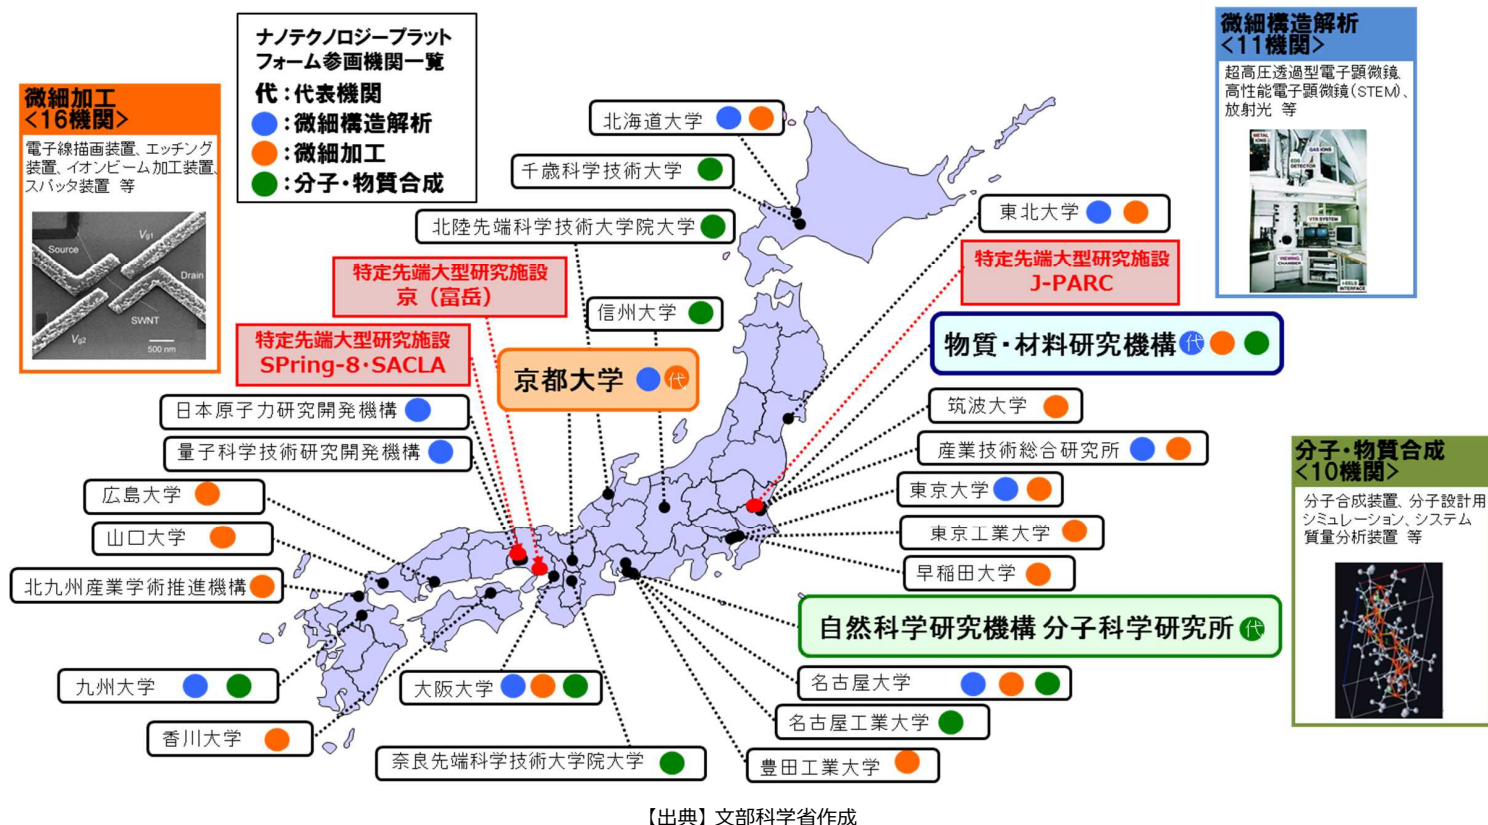 ナノテクノロジープラット
フォーム参画機関一覧
代:代表機関
:微細構造解析
:微細加工
:分子・物質合成
微細加工
<16機関>
電子線描画装置、エッチング
装置、イオンビーム加工装置、
スパッタ装置 等
Source
Vg1
Drain
SWNT
Vg2
500 nm
微細構造解析
<11機関>
超高圧透過型電子顕微鏡、
高性能電子顕微鏡(STEM)、
放射光 等
METAL
IONS
GAS IONS
EDS
DETECTOR
VTR SYSTEM
VIEWING
CHAMBER
INTERFACE
分子・物質合成
<10機関>
分子合成装置、分子設計用
シミュレーション、システム
質量分析装置 等
北海道大学
千歳科学技術大学
北陸先端科学技術大学院大学
特定先端大型研究施設
京(富岳)
信州大学
特定先端大型研究施設
SPring-8・SACLA
京都大学 代
日本原子力研究開発機構
量子科学技術研究開発機構
広島大学
山口大学
北九州産業学術推進機構
九州大学
香川大学
大阪大学
奈良先端科学技術大学院大学
東北大学
特定先端大型研究施設
J-PARC
物質・材料研究機構 代
筑波大学
産業技術総合研究所
東京大学
東京工業大学
早稲田大学
自然科学研究機構 分子科学研究所 代
名古屋大学
名古屋工業大学
豊田工業大学
【出典】文部科学省作成